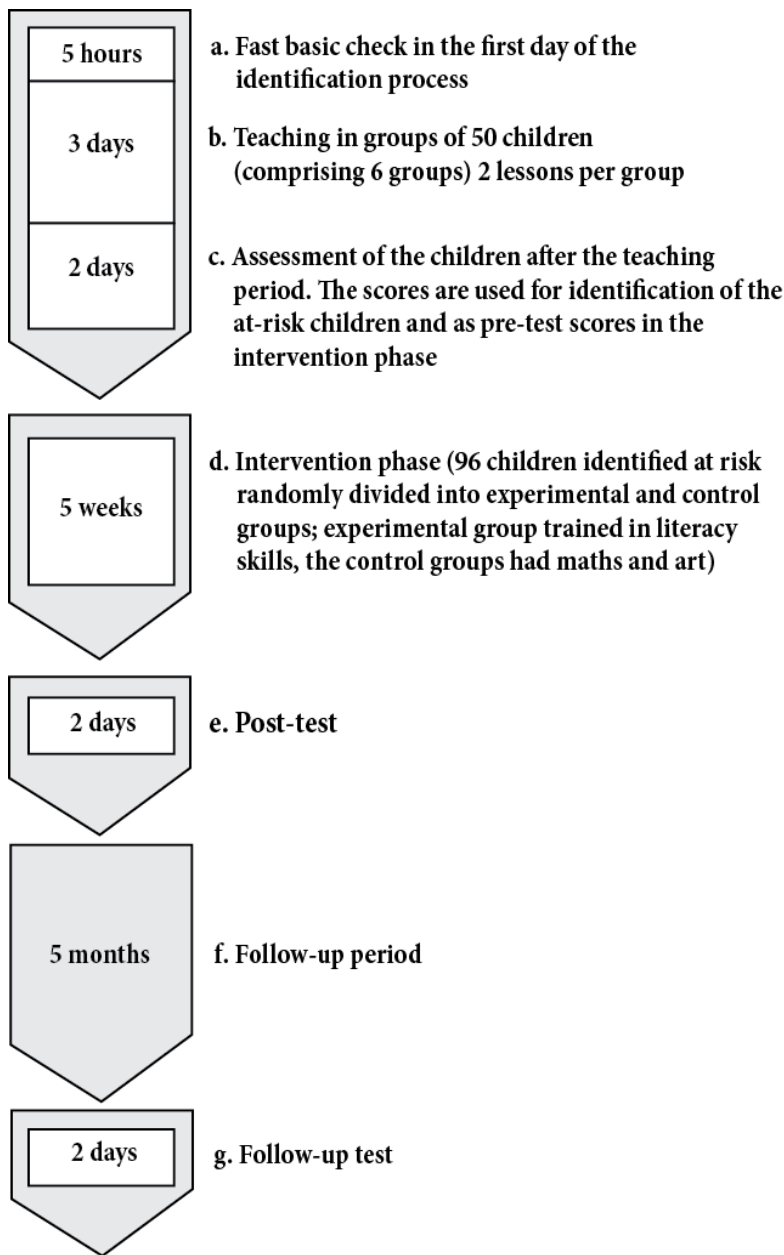 5 hours
a. Fast basic check in the first day of the
identification process
3 days
b. Teaching in groups of 50 children
(comprising 6 groups) 2 lessons per group
2 days
c. Assessment of the children after the teaching
period. The scores are used for identification of the
at-risk children and as pre-test scores in the
intervention phase
5 weeks
d. Intervention phase (96 children identified at risk
randomly divided into experimental and control
groups; experimental group trained in literacy
skills, the control groups had maths and art)
2 days
e. Post-test
5 months
f. Follow-up period
2 days
g. Follow-up test